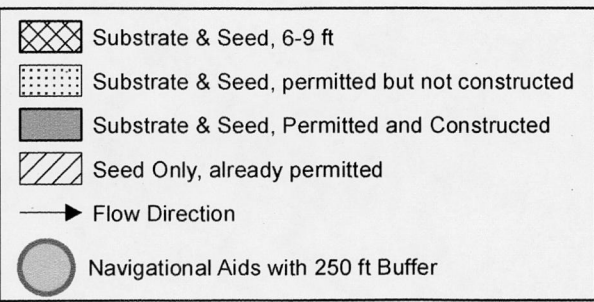 Substrate & Seed, 6-9 ft
Substrate & Seed, permitted but not constructed
Substrate & Seed, Permitted and Constructed
Seed Only, already permitted
Flow Direction
Navigational Aids with 250 ft Buffer